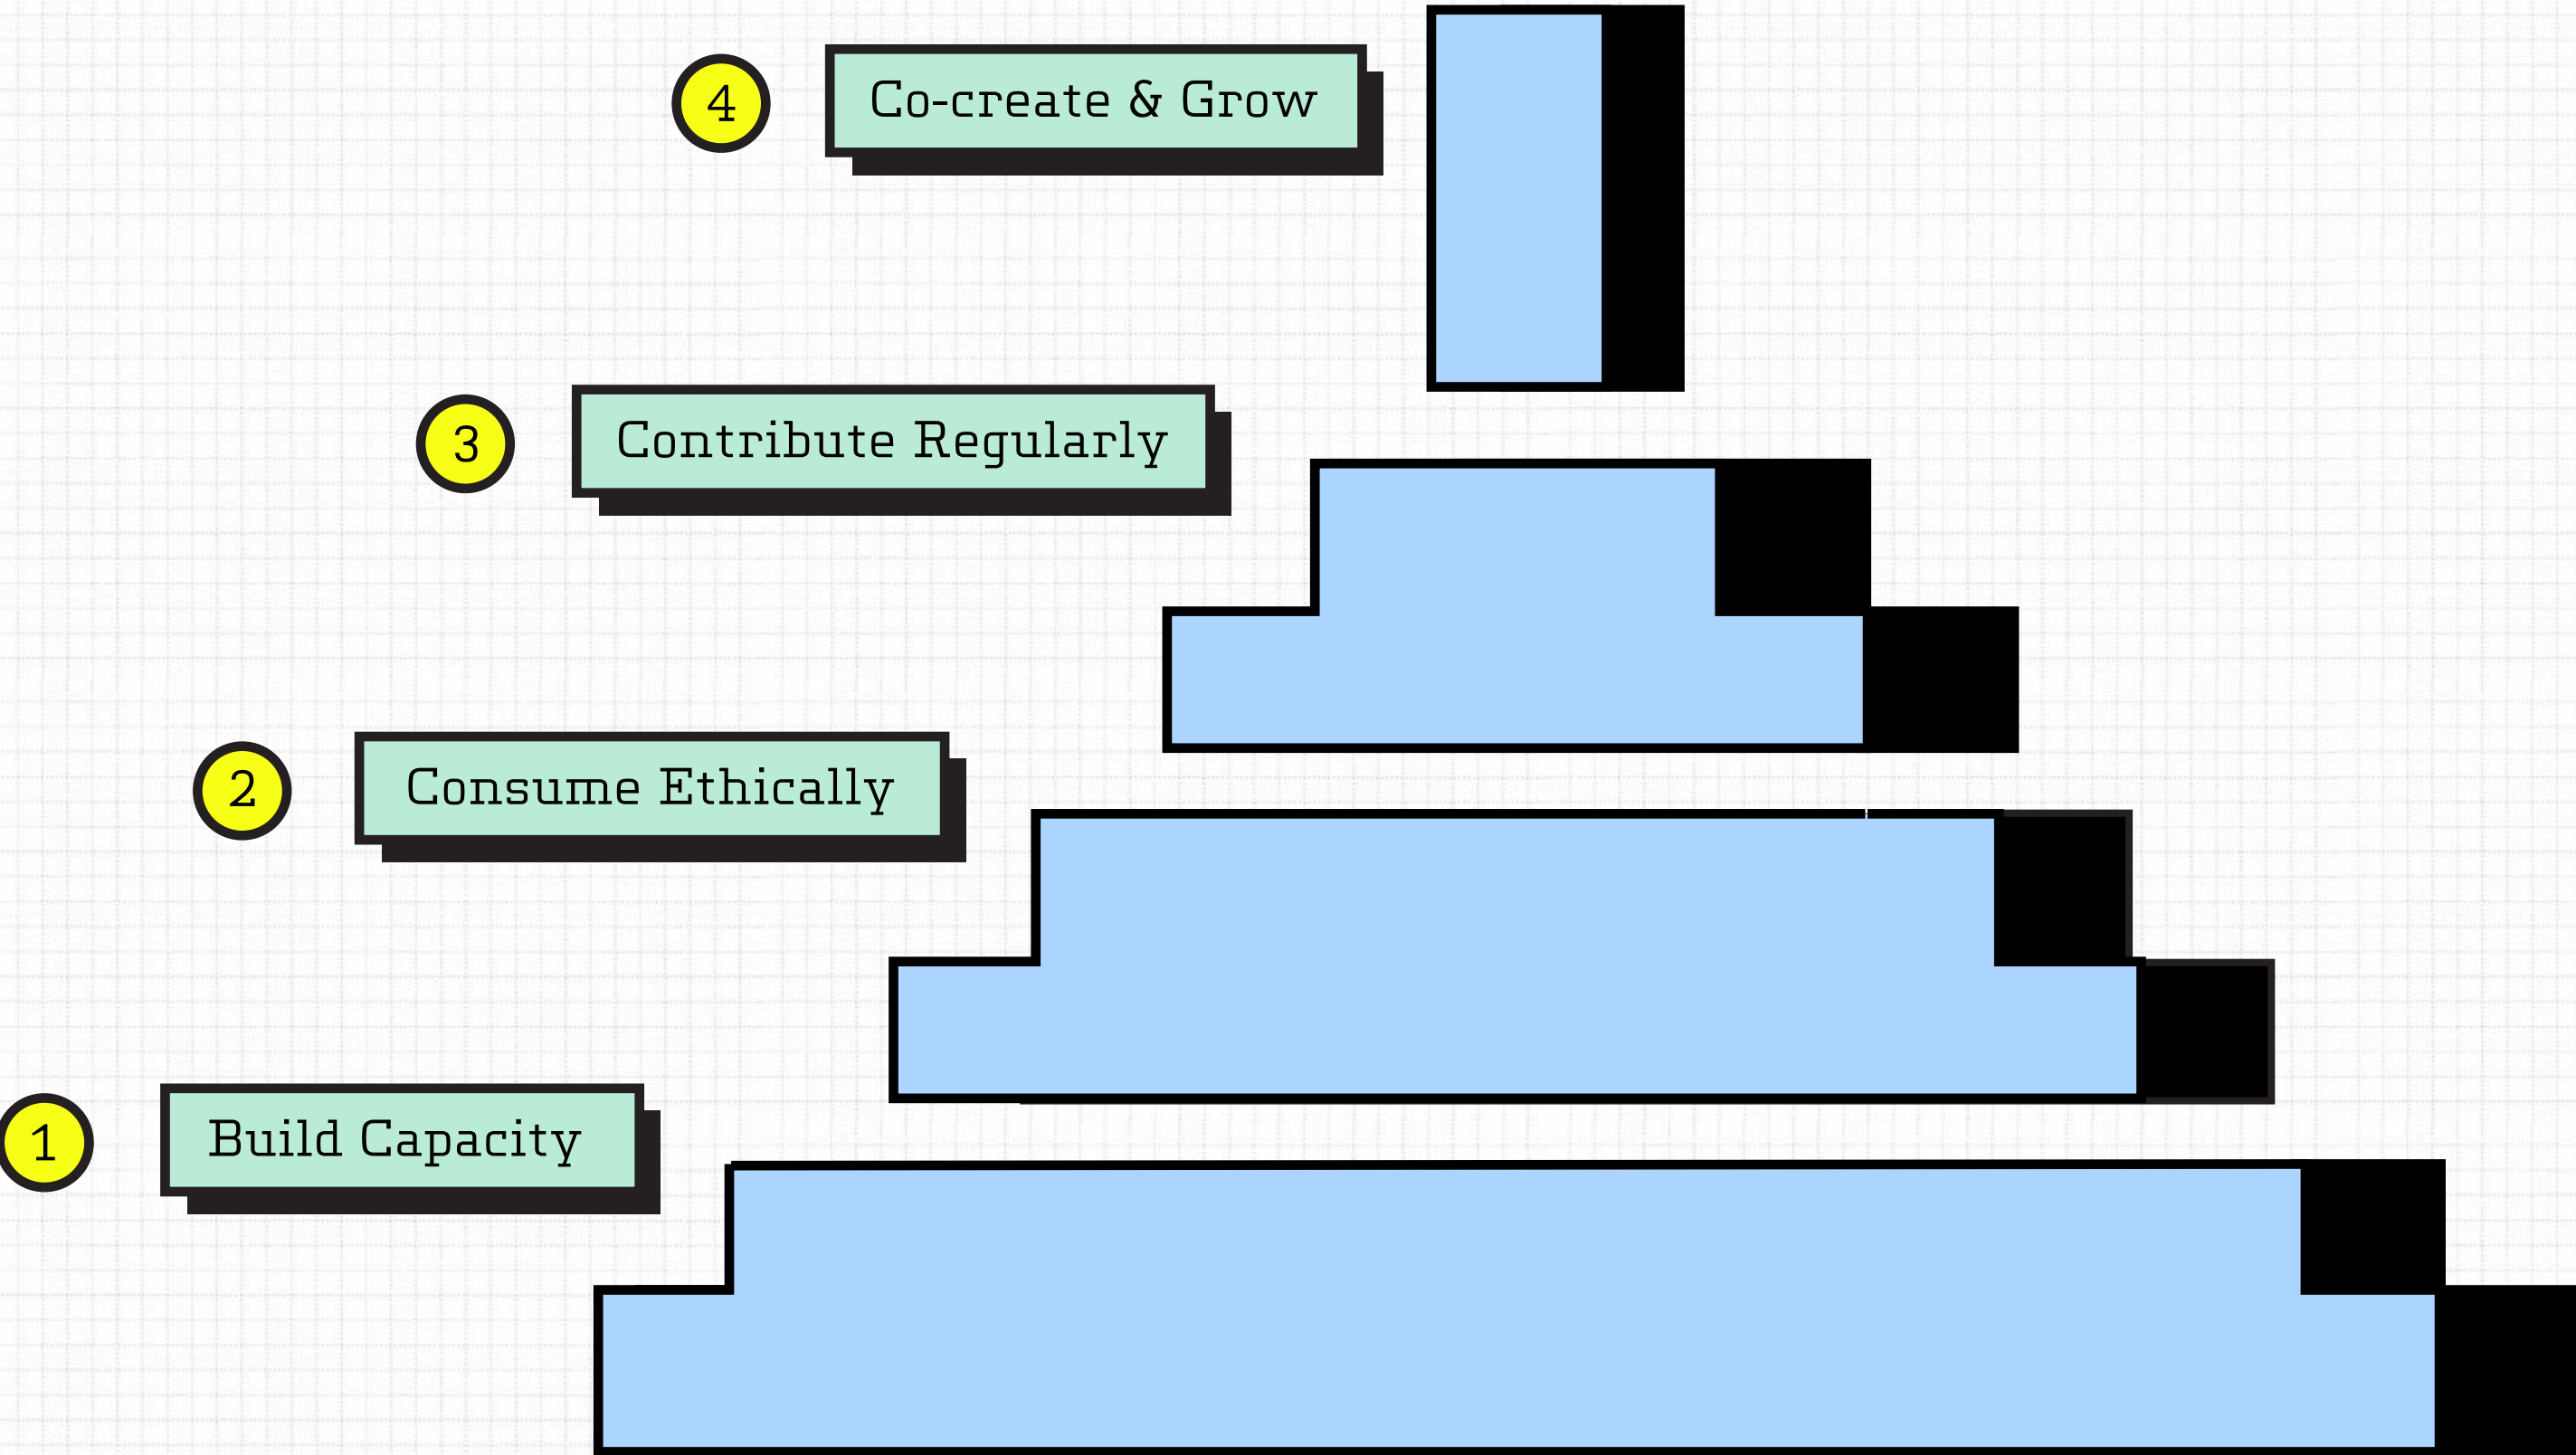 4
Co-create & Grow
3
Contribute Regularly
2
Consume Ethically
1
Build Capacity